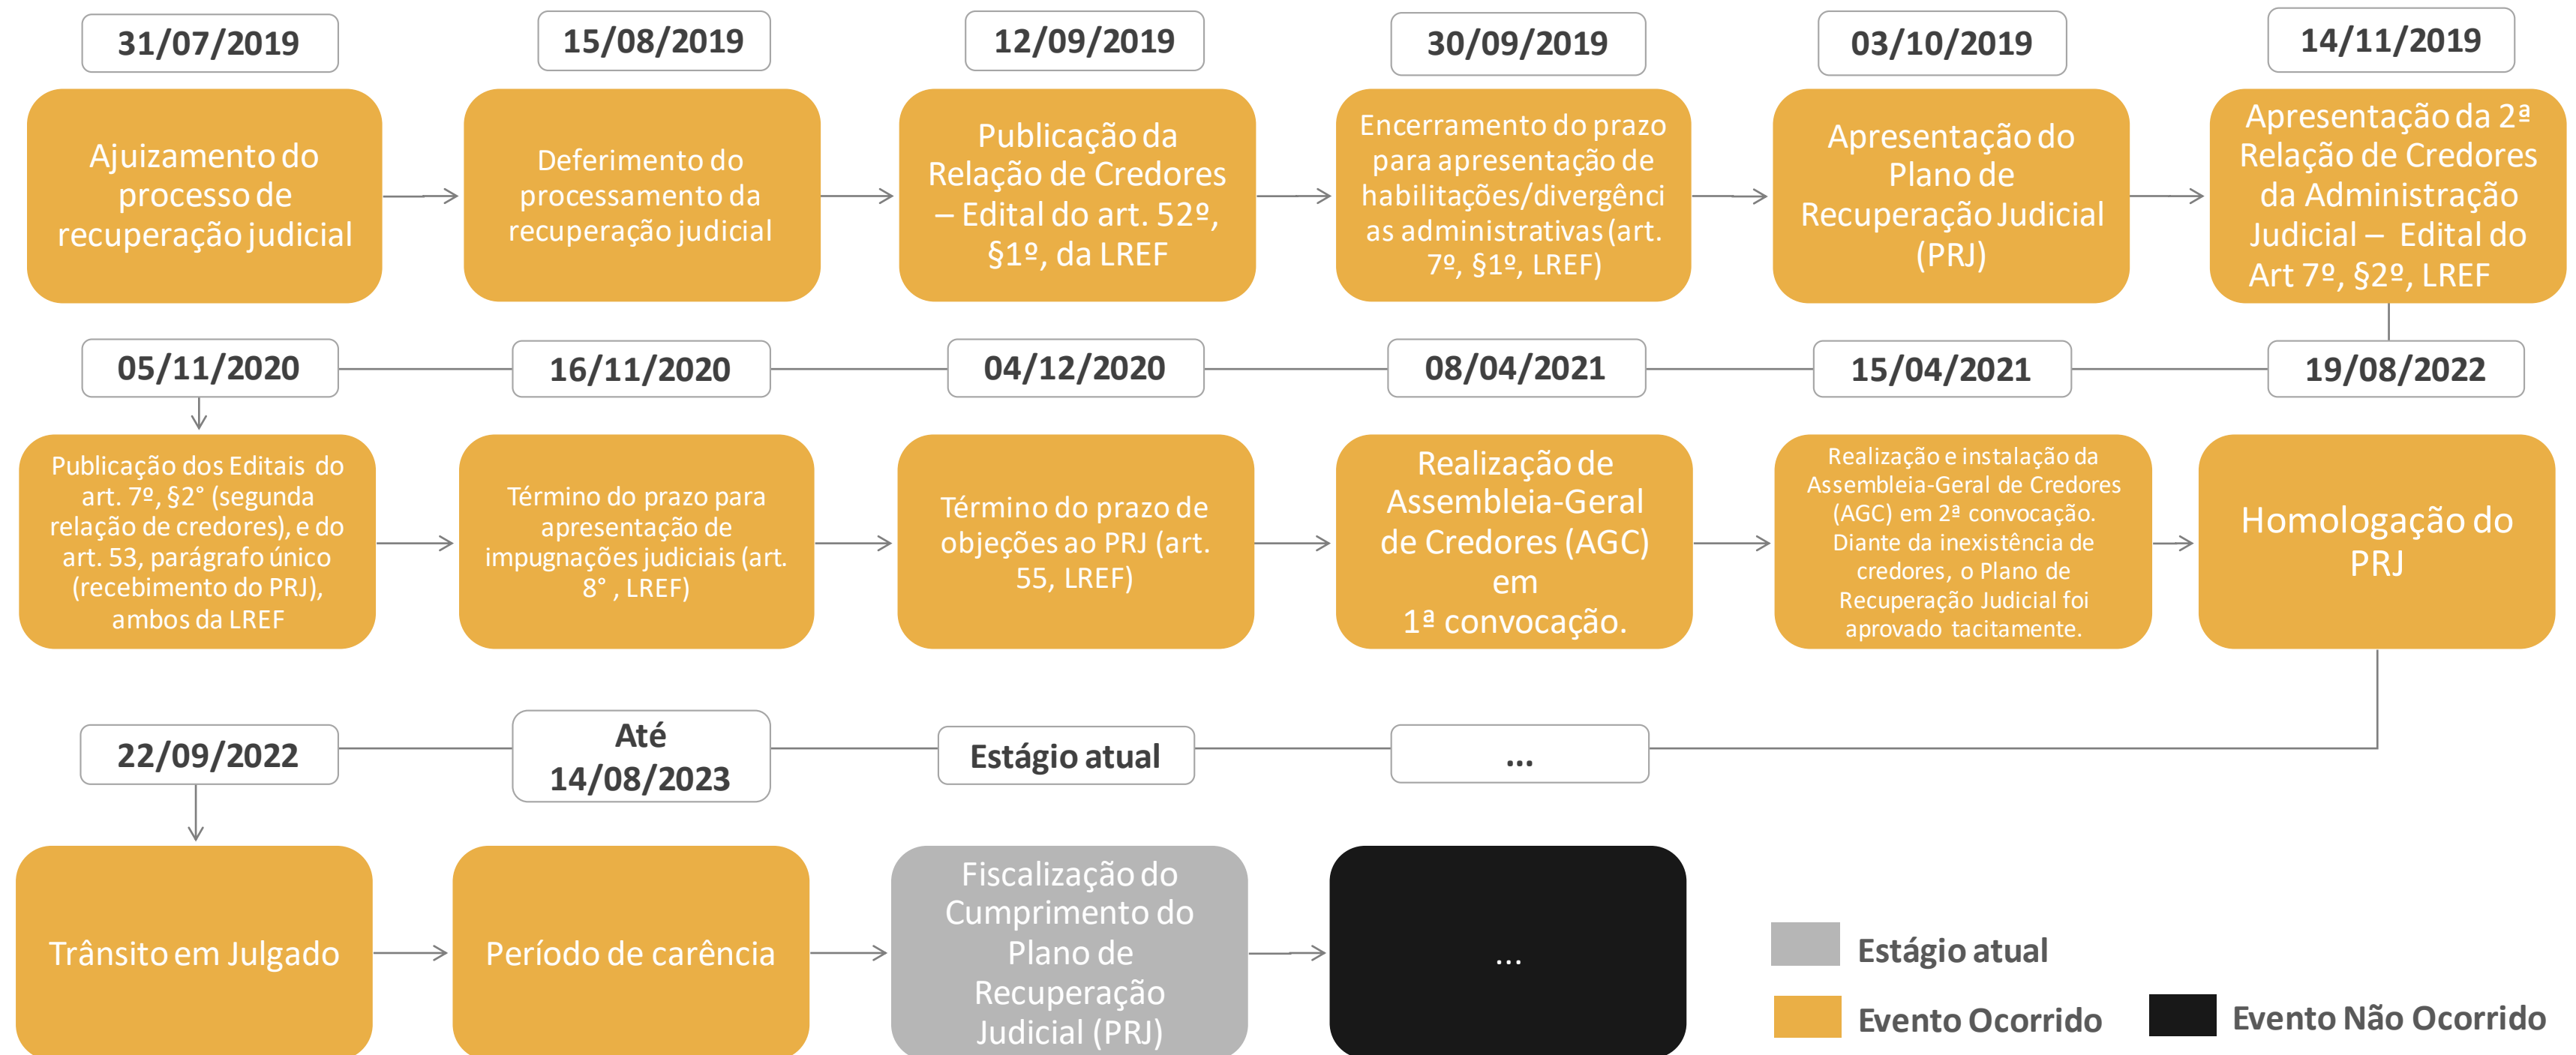 31/07/2019
15/08/2019
12/09/2019
30/09/2019
03/10/2019
14/11/2019
Ajuizamento do
processo de
recuperação judicial
Deferimento do
processamento da
recuperação judicial
Publicação da
Relação de Credores
– Edital do art. 52º,
§1º, da LREF
Encerramento do prazo
para apresentação de
habilitações/divergênci
as administrativas (art.
7º, §1º, LREF)
Apresentação do
Plano de
Recuperação Judicial
(PRJ)
Apresentação da 2ª
Relação de Credores
da Administração
Judicial – Edital do
Art 7º, §2º, LREF
05/11/2020
16/11/2020
04/12/2020
08/04/2021
15/04/2021
19/08/2022
Publicação dos Editais do
art. 7º, §2° (segunda
relação de credores), e do
art. 53, parágrafo único
(recebimento do PRJ),
ambos da LREF
Término do prazo para
apresentação de
impugnações judiciais (art.
8° , LREF)
Término do prazo de
objeções ao PRJ (art.
55, LREF)
Realização de
Assembleia-Geral
de Credores (AGC)
em
1ª convocação.
Realização e instalação da
Assembleia-Geral de Credores
(AGC) em 2ª convocação.
Diante da inexistência de
credores, o Plano de
Recuperação Judicial foi
aprovado tacitamente.
Homologação do
PRJ
22/09/2022
Até
14/08/2023
Estágio atual
...
Trânsito em Julgado
Período de carência
Fiscalização do
Cumprimento do
Plano de
Recuperação
Judicial (PRJ)
...
Estágio atual
Evento Ocorrido
Evento Não Ocorrido